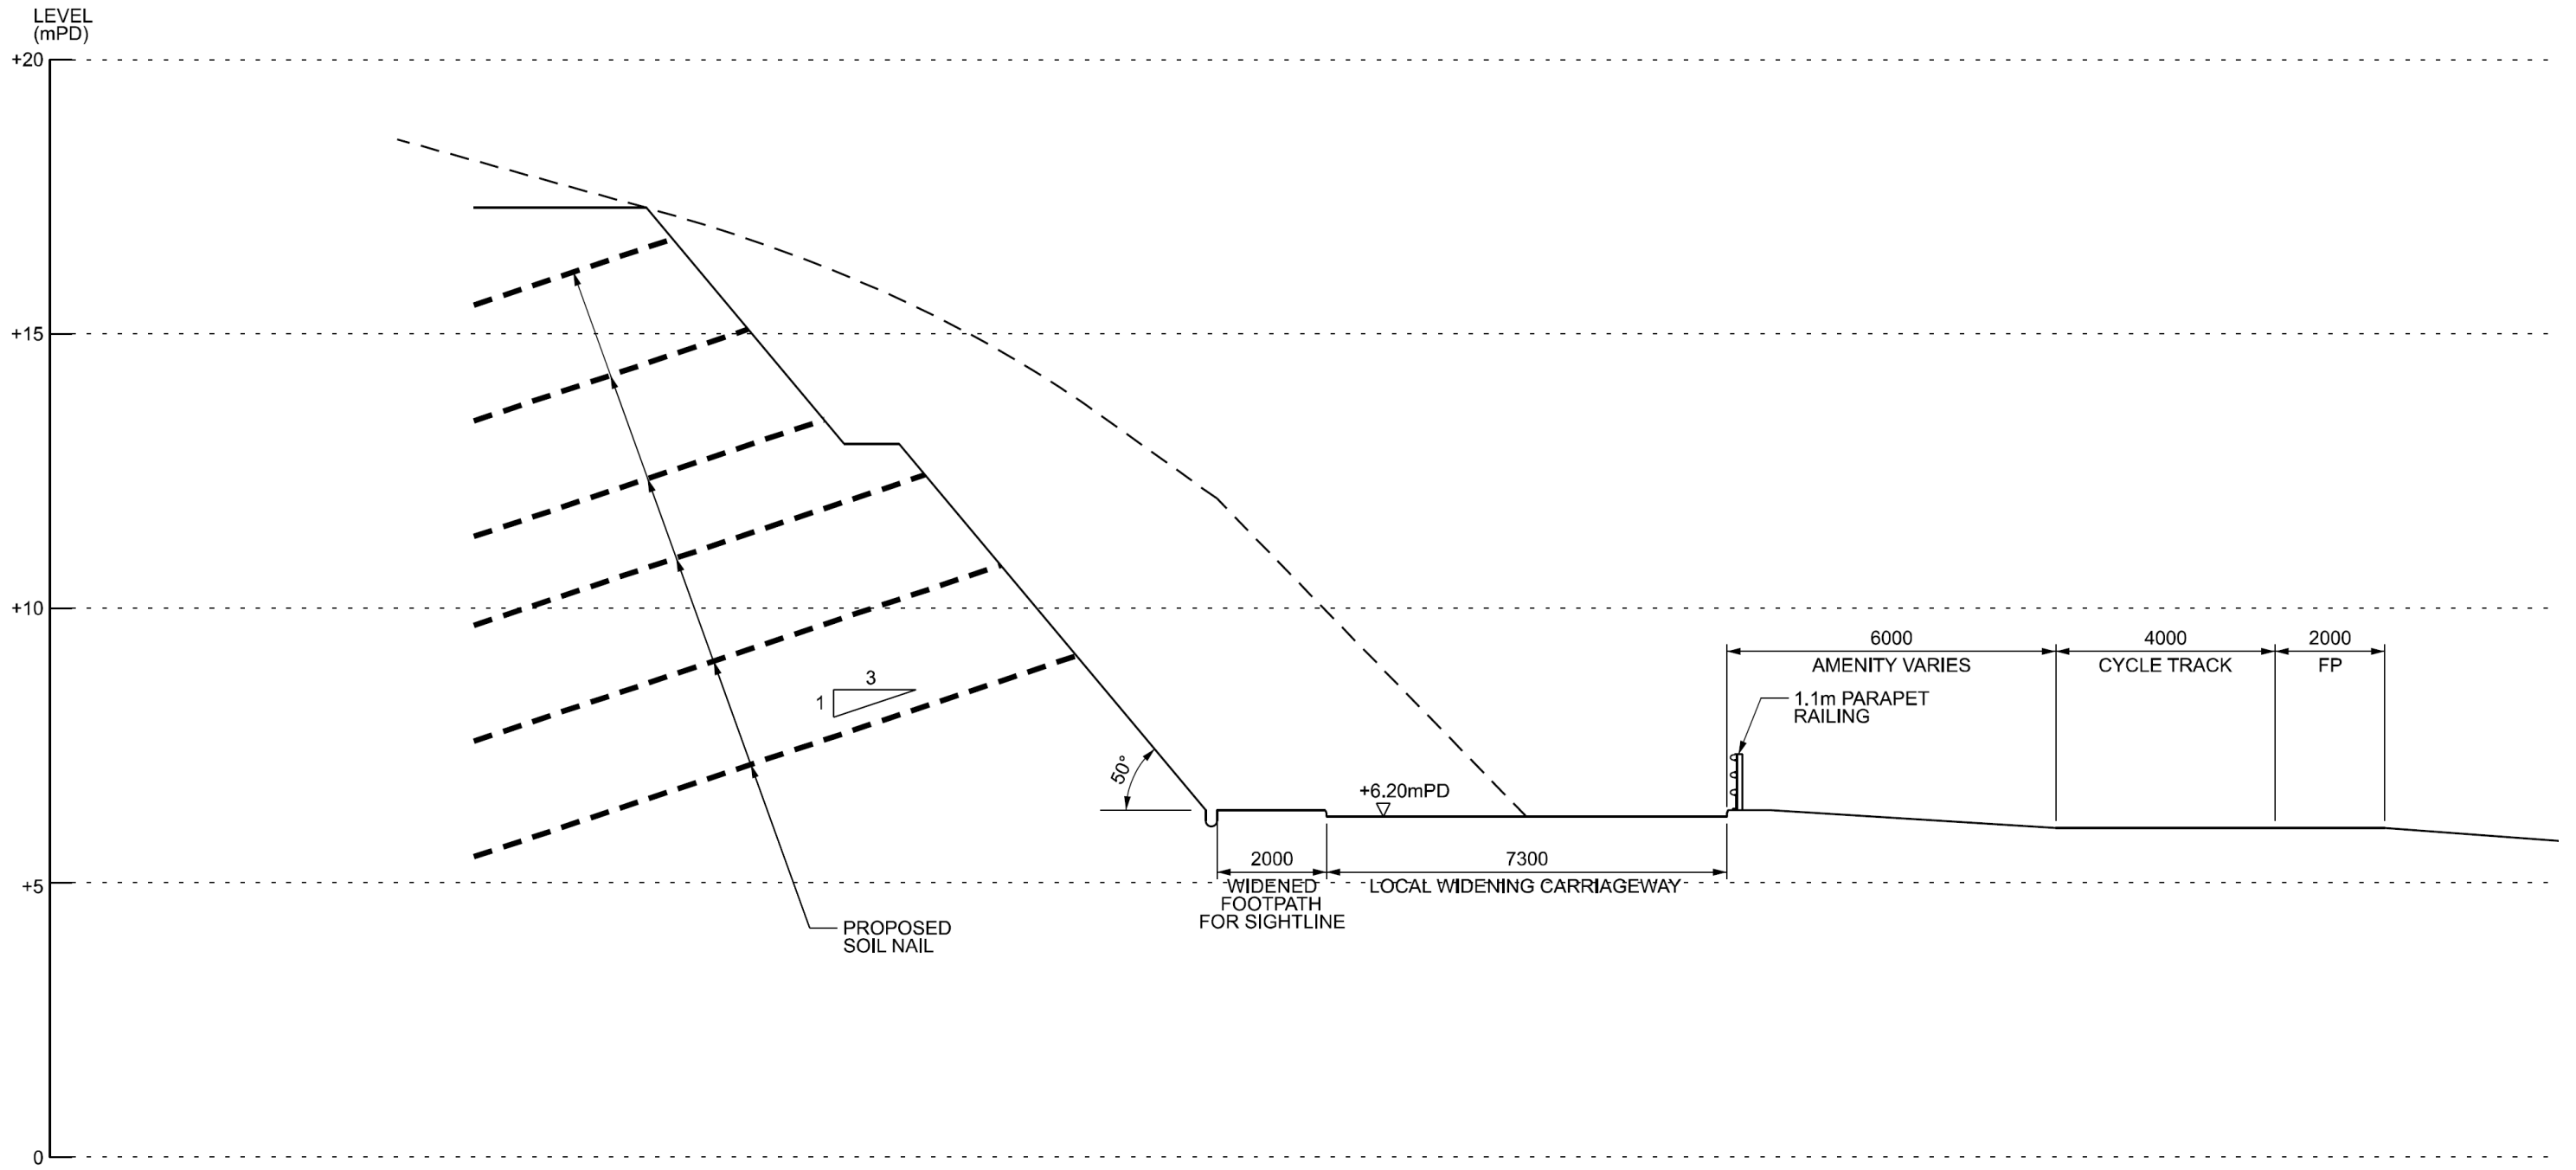 LEVEL
(mPD)
+20
+15
+10
+5
0
3
1
50°
PROPOSED
SOIL NAIL
+6.20mPD
2000
WIDENED
FOOTPATH
FOR SIGHTLINE
7300
LOCAL WIDENING CARRIAGEWAY
6000
AMENITY VARIES
4000
CYCLE TRACK
2000
FP
1.1m PARAPET
RAILING